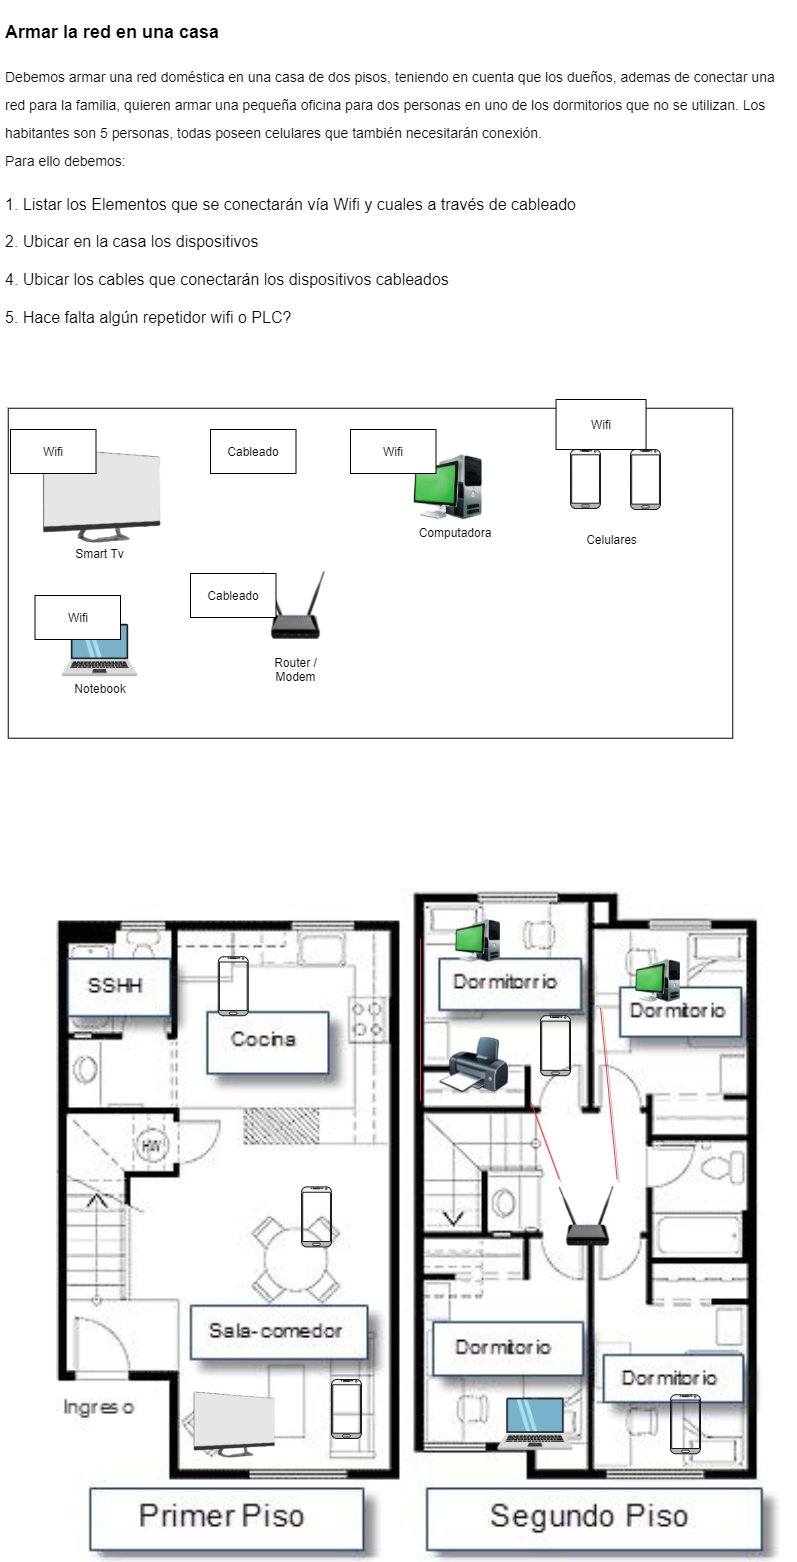 Armar la red en una casa
Debemos armar una red doméstica en una casa de dos pisos, teniendo en cuenta que los dueños, ademas de conectar una
red para la familia, quieren armar una pequeña oficina para dos personas en uno de los dormitorios que no se utilizan. Los
habitantes son 5 personas, todas poseen celulares que también necesitarán conexión.
Para ello debemos:
1. Listar los Elementos que se conectarán vía Wifi y cuales a través de cableado
2. Ubicar en la casa los dispositivos
4. Ubicar los cables que conectarán los dispositivos cableados
5. Hace falta algún repetidor wifi o PLC?
Wifi
Cableado
Wifi
Wifi
Smart Tv
Computadora
Celulares
Wifi
Cableado
Notebook
Router /
Modem
SSHH
Cocina
HW
Sala-comedor
Ingreso
Primer Piso
Dormitorrio
Dormitorio
Dormitorio
Dormitorio
Segundo Piso